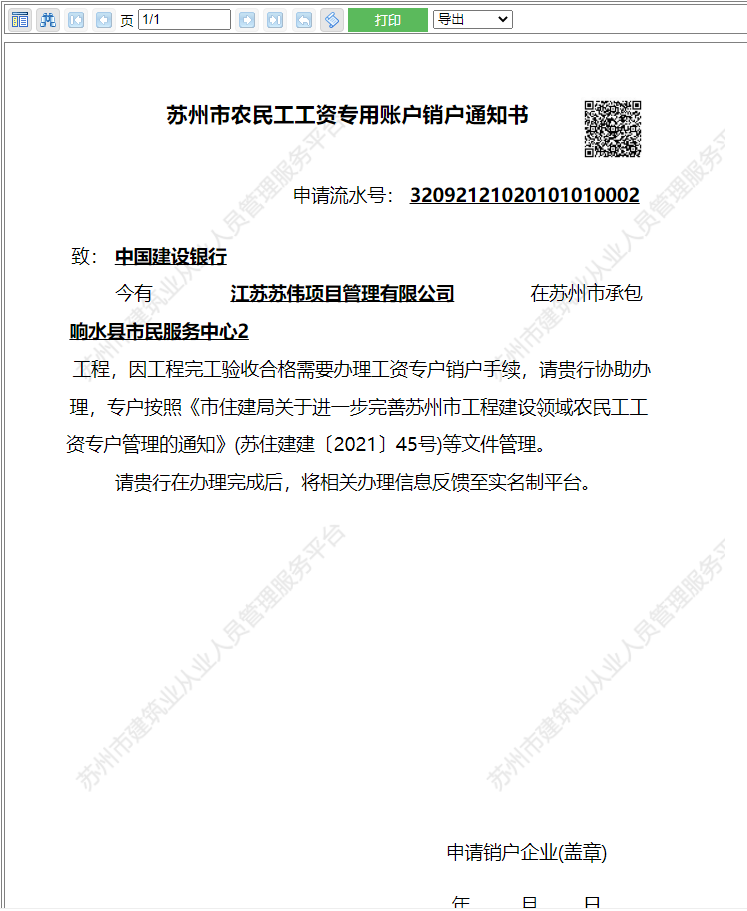 页 1/1 打印 导出
苏州市农民工工资专用账户销户通知书
申请流水号： 32092121020101010002
致： 中国建设银行
今有 江苏苏伟项目管理有限公司 在苏州市承包
响水县市民服务中心2
工程，因工程完工验收合格需要办理工资专户销户手续，请贵行协助办
理，专户按照《市住建局关于进一步完善苏州市工程建设领域农民工工
资专户管理的通知》(苏住建建〔2021〕45号)等文件管理。
请贵行在办理完成后，将相关办理信息反馈至实名制平台。
苏州市建筑业从业人员管理服务平台
苏州市建筑业从业人员管理服务平
苏州市建筑业从业人员管理服务平台
苏州市建筑业从业人员管理服务平
申请销户企业(盖章)
年 月 日